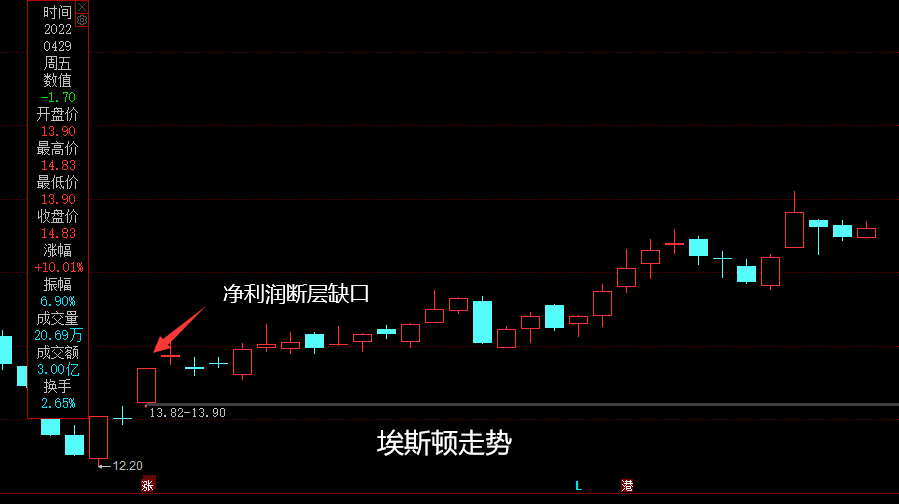 时间
2022
0429
周五
数值
-1.70
开盘价
13.90
最高价
14.83
最低价
13.90
收盘价
14.83
涨幅
+10.01%
振幅
6.90%
成交量
20.69万
成交额
3.00亿
换手
2.65%
净利润断层缺口
13.82-13.90
埃斯顿走势
12.20
涨
L
港